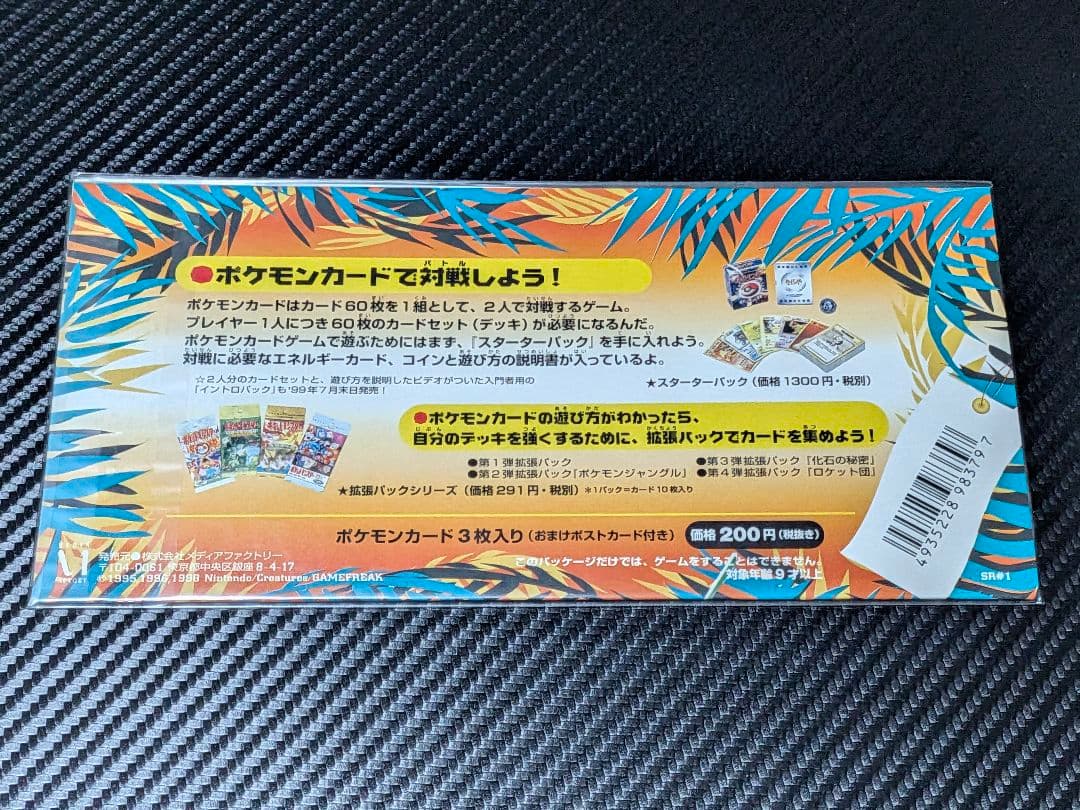 ●ポケモンカードで対戦しよう！
バトル
ポケモンカードはカード60枚を1組として、2人で対戦するゲーム。
プレイヤー1人につき60枚のカードセット（デッキ）が必要になるんだ。
ポケモンカードゲームで遊ぶためにはまず、『スターターパック』を手に入れよう。
対戦に必要なエネルギーカード、コインと遊び方の説明書が入っているよ。
☆2人分のカードセットと、遊び方を説明したビデオがついた入門者用の
「イントロパック」も'99年7月末日発売！
★スターターパック（価格1300円・税別）
●ポケモンカードの遊び方がわかったら、
自分のデッキを強くするために、拡張パックでカードを集めよう！
●第1弾拡張パック
●第2弾拡張パック「ポケモンジャングル」
●第3弾拡張パック「化石の秘密」
●第4弾拡張パック「ロケット団」
★拡張パックシリーズ（価格291円・税別）＊1パック＝カード10枚入り
ポケモンカード3枚入り（おまけポストカード付き）
価格200円（税抜き）
発売元●株式会社メディアファクトリー
〒104-0061 東京都中央区銀座8-4-17
©1995,1996,1998 Nintendo/Creatures/GAMEFREAK
このパッケージだけでは、ゲームをすることはできません。
対象年齢9才以上
4935228983797
SR#1